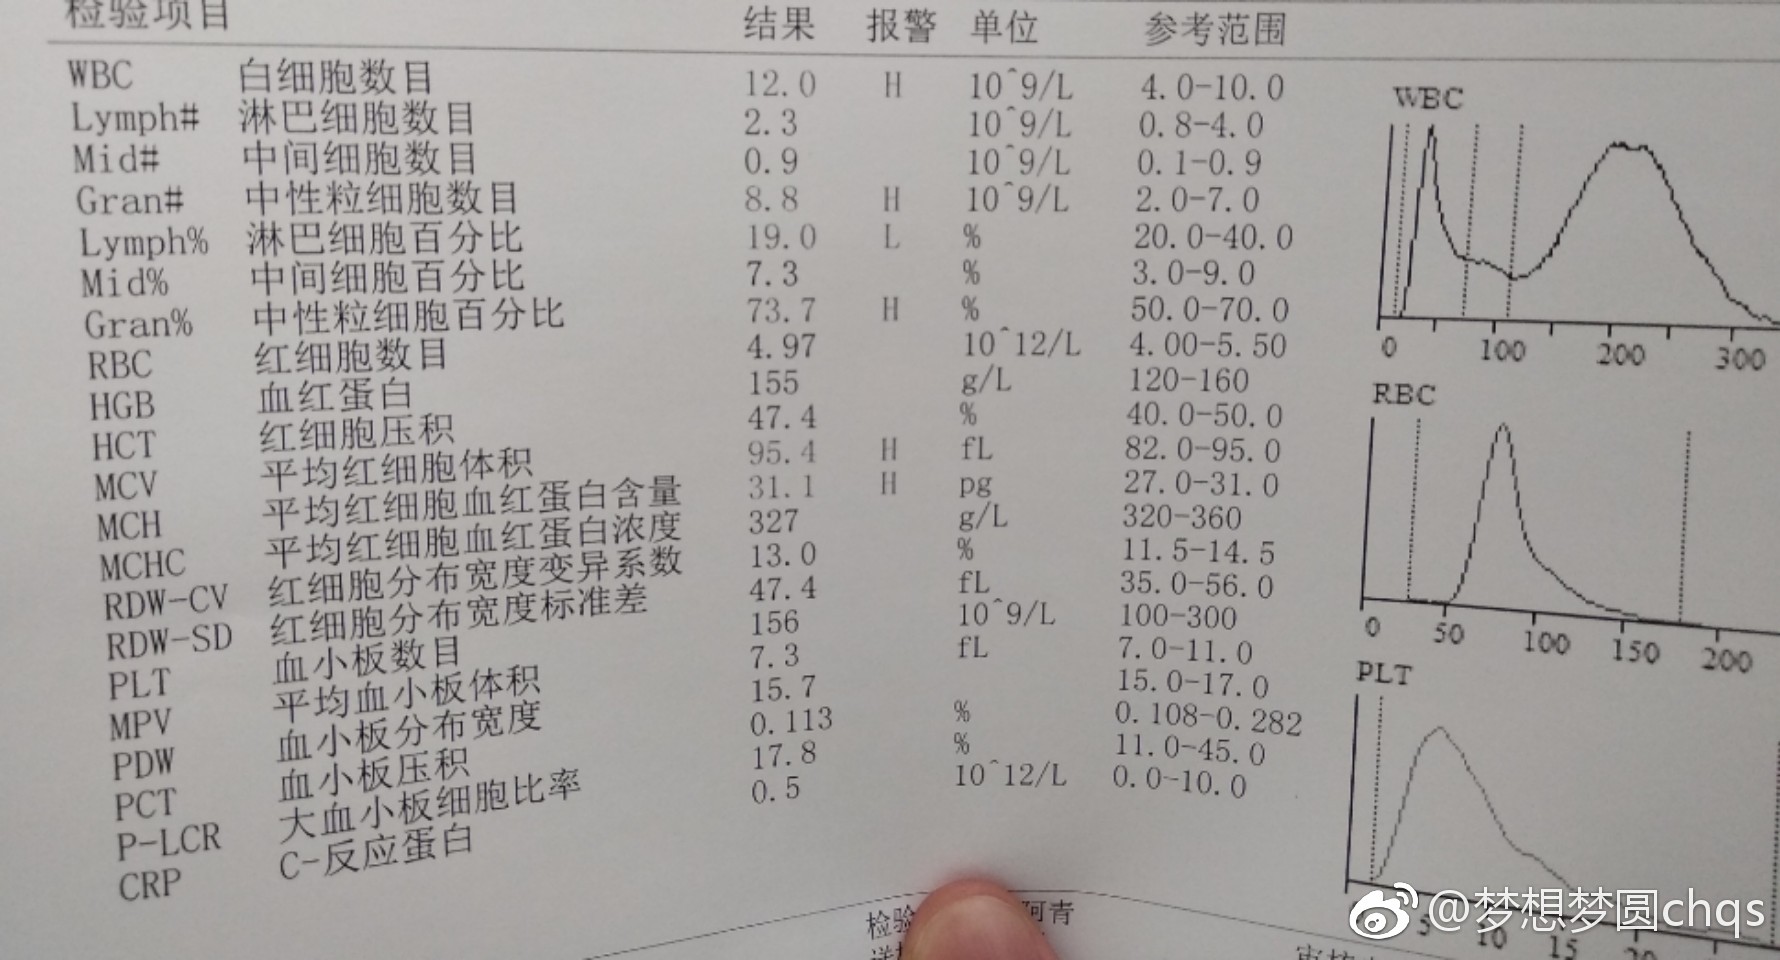 检验项目 结果 报警 单位 参考范围
WBC 白细胞数目 12.0 H 10^9/L 4.0-10.0
Lymph# 淋巴细胞数目 2.3 10^9/L 0.8-4.0
Mid# 中间细胞数目 0.9 10^9/L 0.1-0.9
Gran# 中性粒细胞数目 8.8 H 10^9/L 2.0-7.0
Lymph% 淋巴细胞百分比 19.0 L % 20.0-40.0
Mid% 中间细胞百分比 7.3 % 3.0-9.0
Gran% 中性粒细胞百分比 73.7 H % 50.0-70.0
RBC 红细胞数目 4.97 10^12/L 4.00-5.50
HGB 血红蛋白 155 g/L 120-160
HCT 红细胞压积 47.4 % 40.0-50.0
MCV 平均红细胞体积 95.4 H fL 82.0-95.0
MCH 平均红细胞血红蛋白含量 31.1 H pg 27.0-31.0
MCHC 平均红细胞血红蛋白浓度 327 g/L 320-360
RDW-CV 红细胞分布宽度变异系数 13.0 % 11.5-14.5
RDW-SD 红细胞分布宽度标准差 47.4 fL 35.0-56.0
PLT 血小板数目 156 10^9/L 100-300
MPV 平均血小板体积 7.3 fL 7.0-11.0
PDW 血小板分布宽度 15.7 15.0-17.0
PCT 血小板压积 0.113 % 0.108-0.282
P-LCR 大血小板细胞比率 17.8 % 11.0-45.0
CRP C-反应蛋白 0.5 10^12/L 0.0-10.0
WBC
0 100 200 300
RBC
0 50 100 150 200
PLT
5 10 15 20
检验 阿青
审核
@梦想梦圆chqs